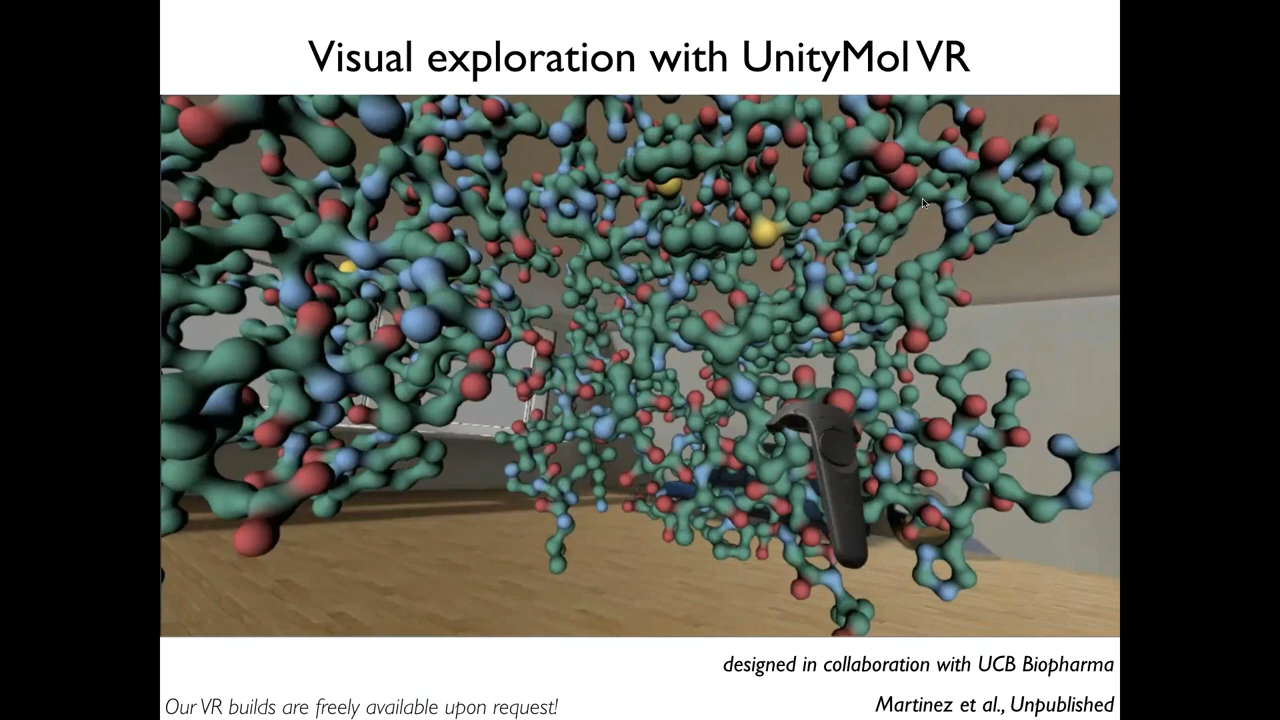 Visual exploration with UnityMol VR
designed in collaboration with UCB Biopharma
Our VR builds are freely available upon request!
Martinez et al., Unpublished